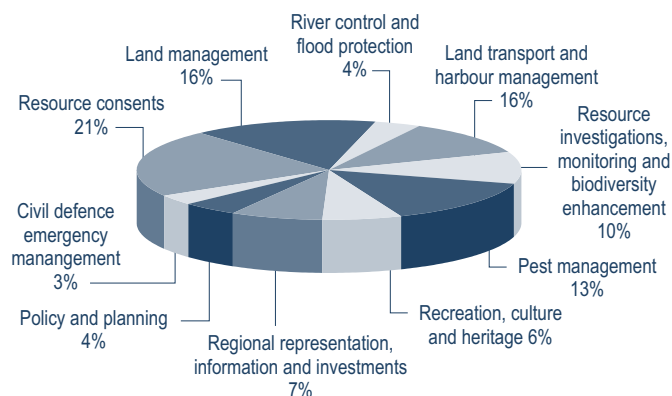 River control and
flood protection
4%
Land management
16%
Land transport and
harbour management
16%
Resource consents
21%
Resource
investigations,
monitoring and
biodiversity
enhancement
10%
Civil defence
emergency
manangement
3%
Pest management
13%
Policy and planning
4%
Regional representation,
information and investments
7%
Recreation, culture
and heritage 6%